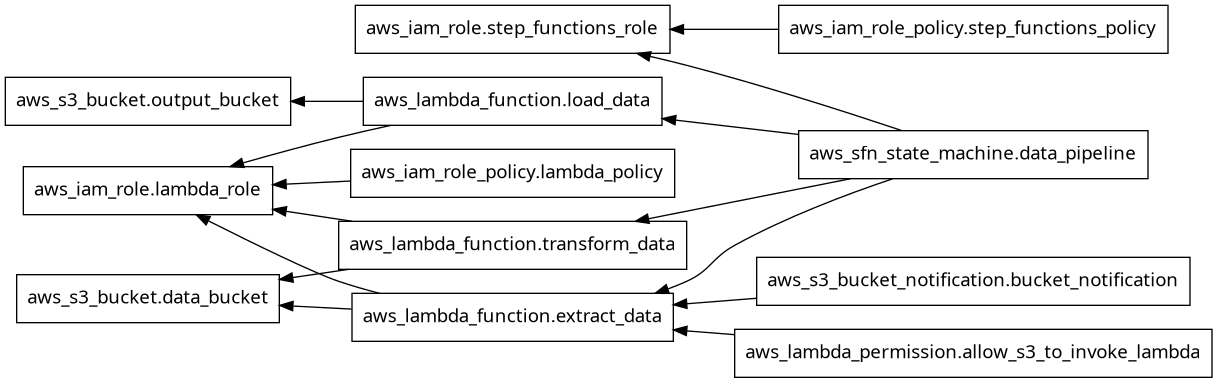 aws_iam_role.step_functions_role
aws_iam_role_policy.step_functions_policy
aws_s3_bucket.output_bucket
aws_lambda_function.load_data
aws_sfn_state_machine.data_pipeline
aws_iam_role_policy.lambda_policy
aws_iam_role.lambda_role
aws_lambda_function.transform_data
aws_s3_bucket_notification.bucket_notification
aws_s3_bucket.data_bucket
aws_lambda_function.extract_data
aws_lambda_permission.allow_s3_to_invoke_lambda